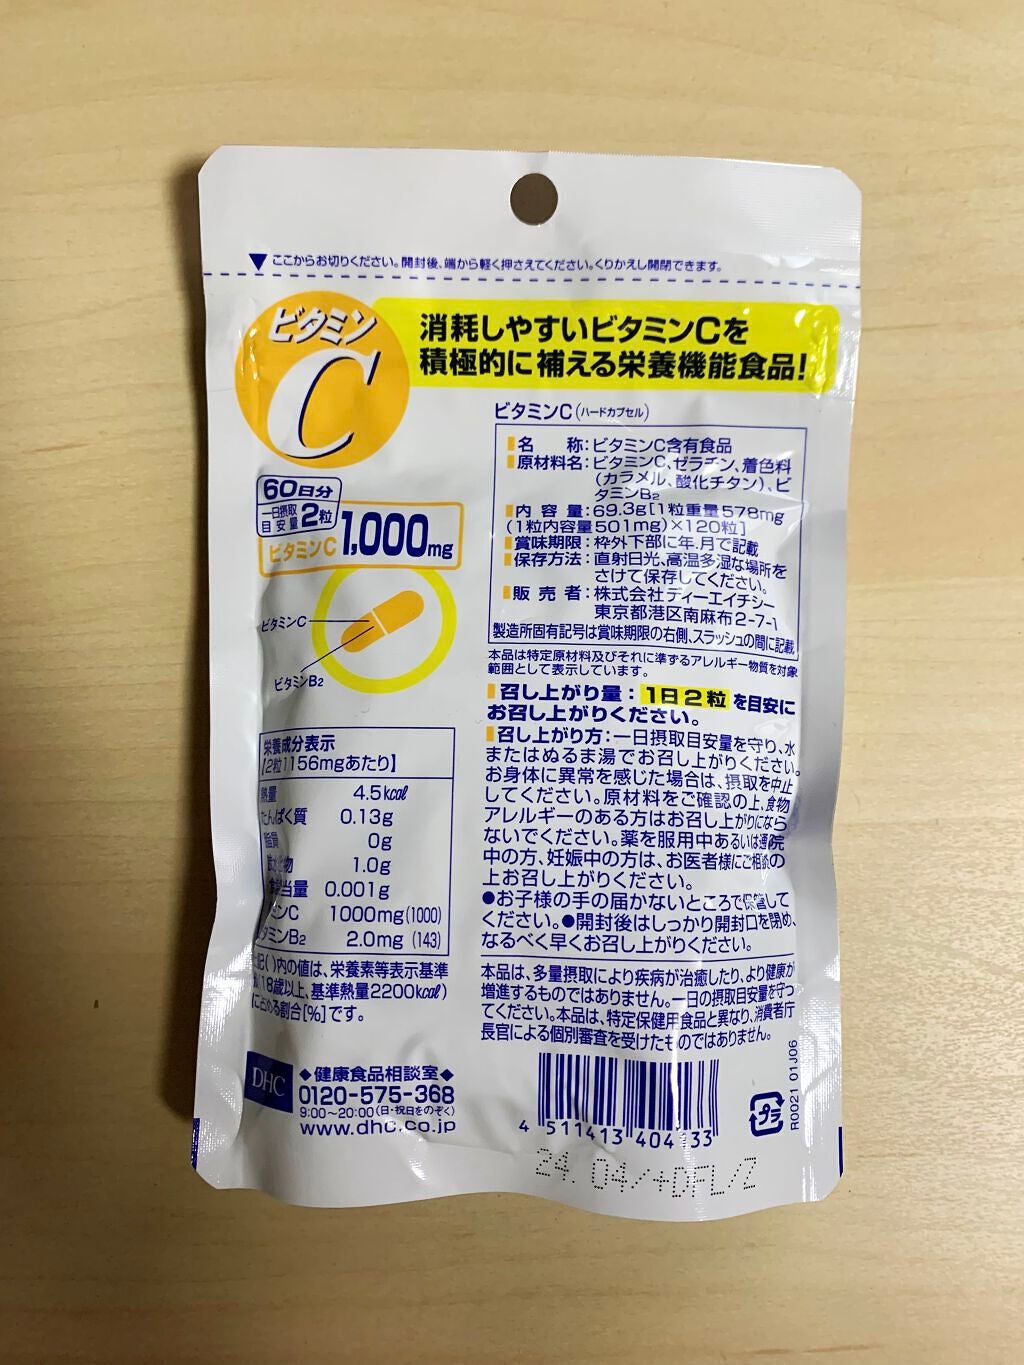 ▼ここからお切りください。開封後、端から軽く押さえてください。くりかえし開閉できます。
ビタミン
C
消耗しやすいビタミンCを
積極的に補える栄養機能食品!
60日分
一日摂取
目安量2粒
ビタミンC 1,000mg
ビタミンC
ビタミンB2
栄養成分表示
[2粒1156mgあたり]
熱量 4.5kcal
たんぱく質 0.13g
脂質 0g
物 1.0g
当量 0.001g
ンC 1000mg(1000)
タミンB2 2.0mg (143)
記( )内の値は、栄養素等表示基準
(18歳以上、基準熱量2200kcal)
に占める割合[%]です。
DHC
◆健康食品相談室◆
0120-575-368
9:00~20:00(日・祝日をのぞく)
www.dhc.co.jp
ビタミンC(ハードカプセル)
名 称:ビタミンC含有食品
原材料名:ビタミンC、ゼラチン、着色料
(カラメル、酸化チタン)、ビ
タミンB2
内 容 量:69.3g[1粒重量578mg
(1粒内容量501mg)×120粒]
賞味期限:枠外下部に年,月で記載
保存方法:直射日光、高温多湿な場所を
さけて保存してください。
販 売 者:株式会社ディーエイチシー
東京都港区南麻布2-7-1
製造所固有記号は賞味期限の右側、スラッシュの間に記載
本品は特定原材料及びそれに準ずるアレルギー物質を対象
範囲として表示しています。
召し上がり量:1日2粒を目安に
お召し上がりください。
召し上がり方:一日摂取目安量を守り、水
またはぬるま湯でお召し上がりください。
お身体に異常を感じた場合は、摂取を中止
してください。原材料をご確認の上、食物
アレルギーのある方はお召し上がりになら
ないでください。薬を服用中あるいは通院
中の方、妊娠中の方は、お医者様にご相談の
上お召し上がりください。
●お子様の手の届かないところで保管して
ください。●開封後はしっかり開封口を閉め、
なるべく早くお召し上がりください。
本品は、多量摂取により疾病が治癒したり、より健康が
増進するものではありません。一日の摂取目安量を守っ
てください。本品は、特定保健用食品と異なり、消費者庁
長官による個別審査を受けたものではありません。
4 511413 404133
プラ
R0021 01J06
24.04/+DFL/Z